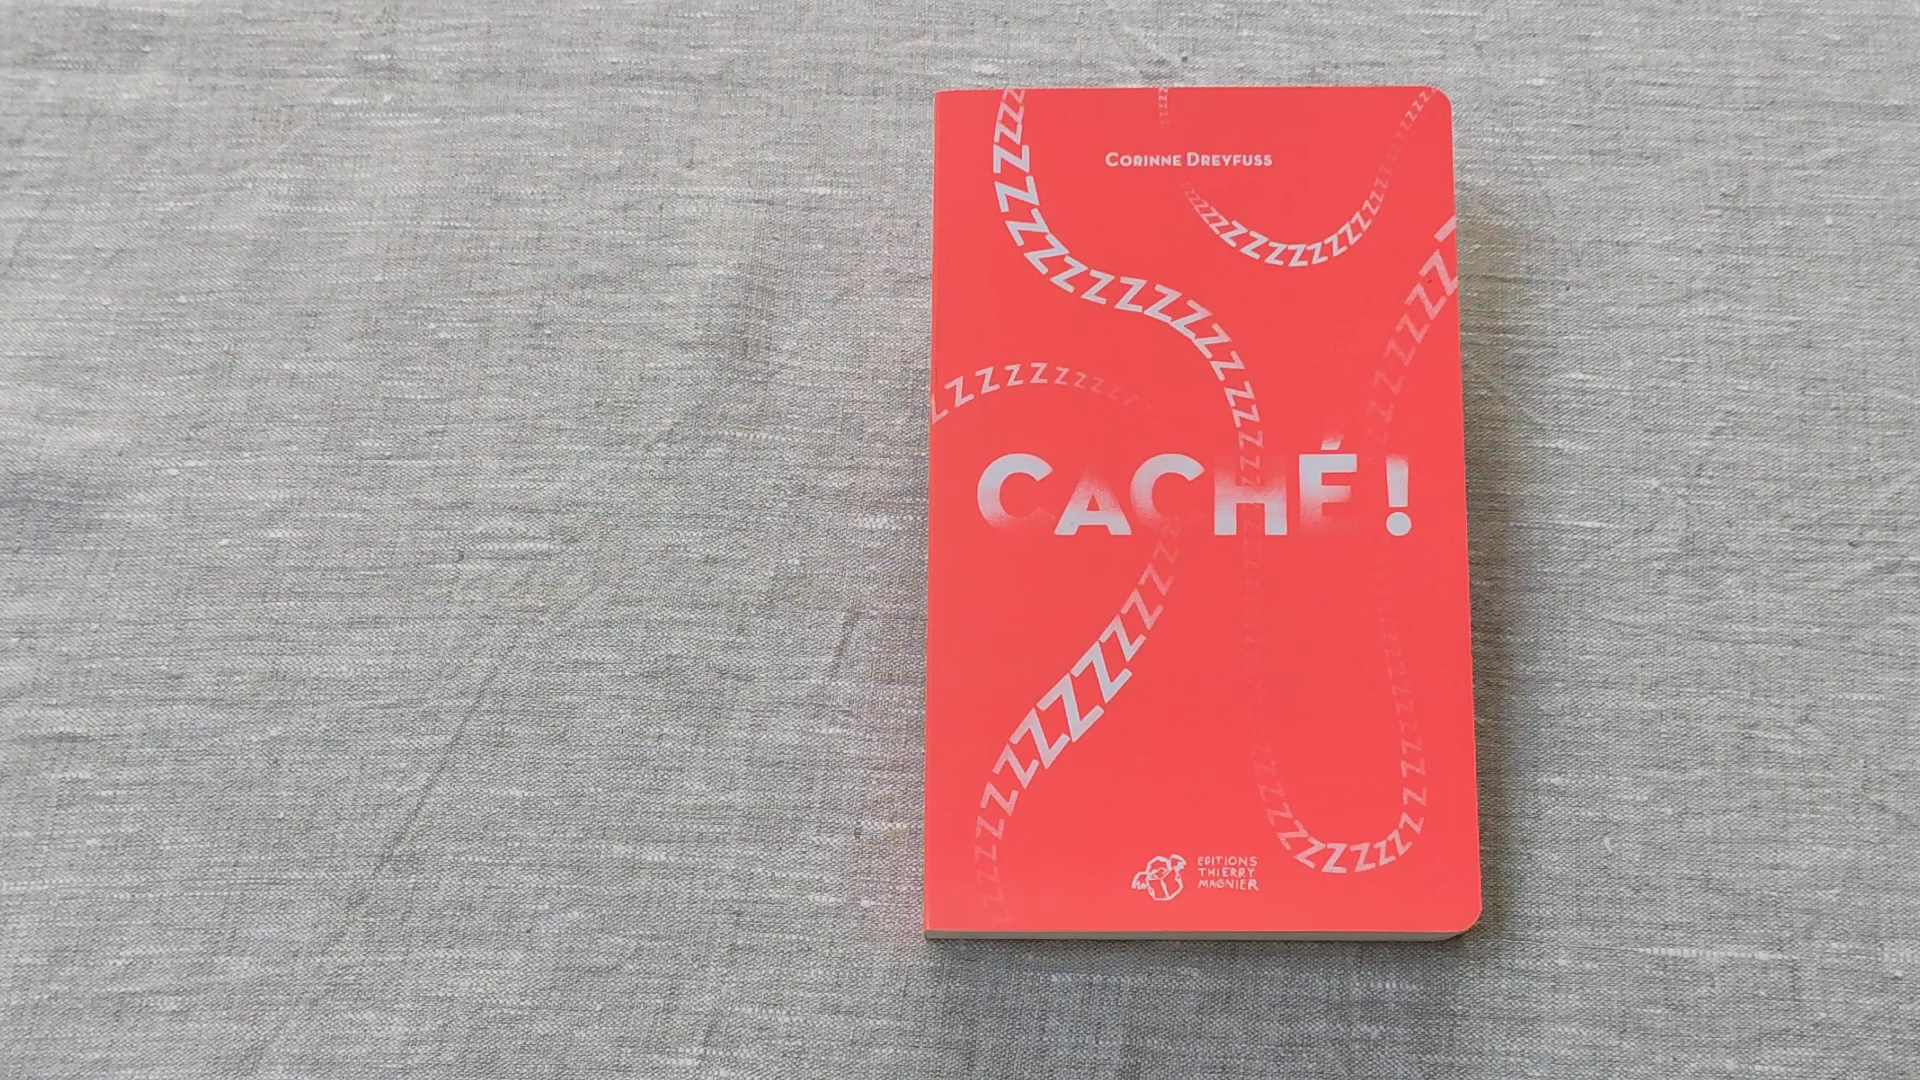 CORINNE DREYFUSS
CACHÉ !
EDITIONS
THIERRY
MAGNIER